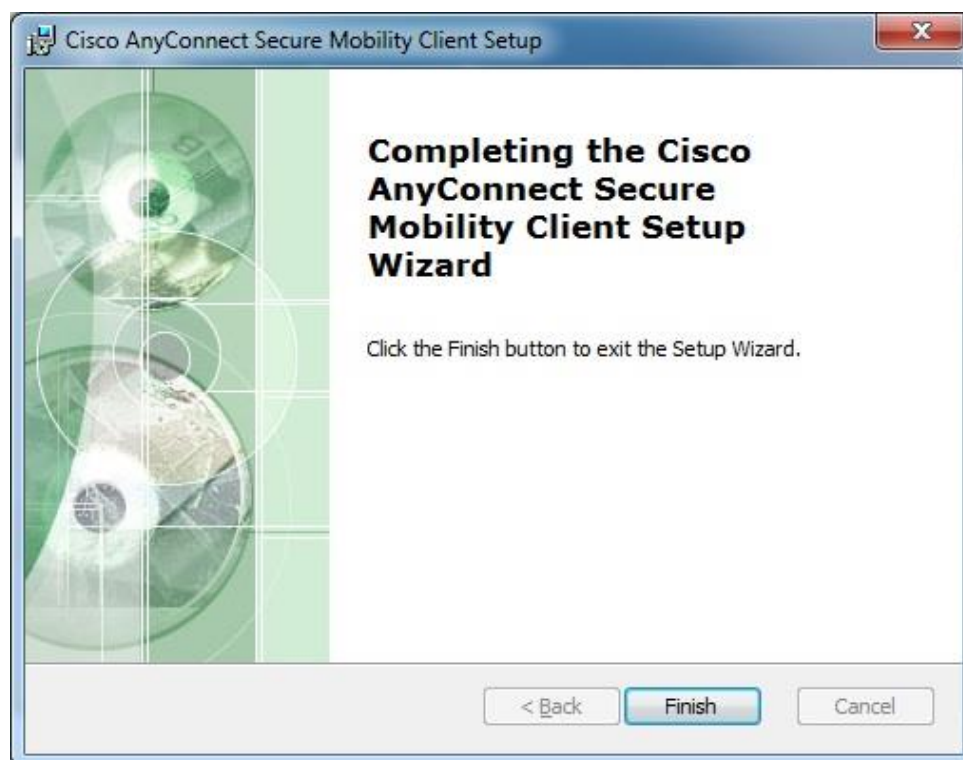 Cisco AnyConnect Secure Mobility Client Setup
Completing the Cisco
AnyConnect Secure
Mobility Client Setup
Wizard
Click the Finish button to exit the Setup Wizard.
< Back Finish Cancel